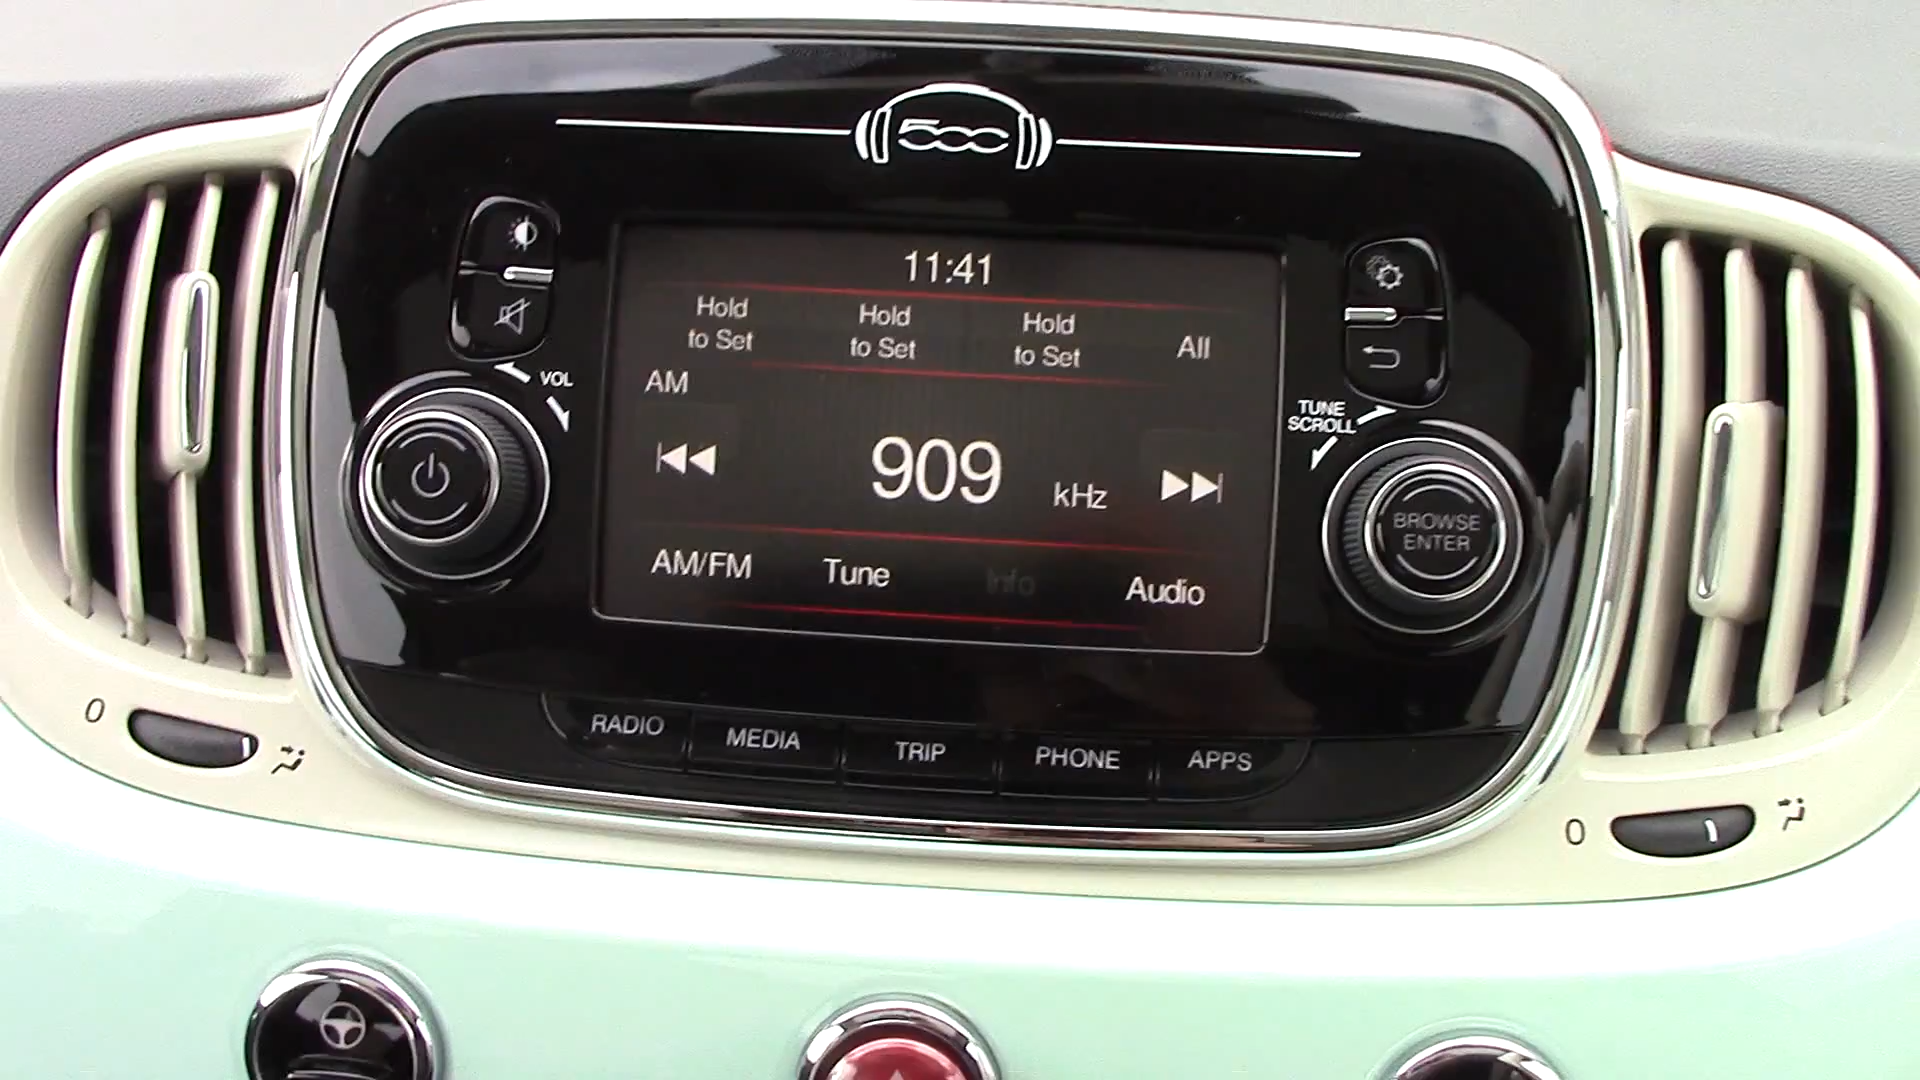 500
11:41
Hold to Set
Hold to Set
Hold to Set
All
VOL
AM
TUNE
SCROLL
909 kHz
BROWSE
ENTER
AM/FM Tune Info Audio
RADIO MEDIA TRIP PHONE APPS
0
0